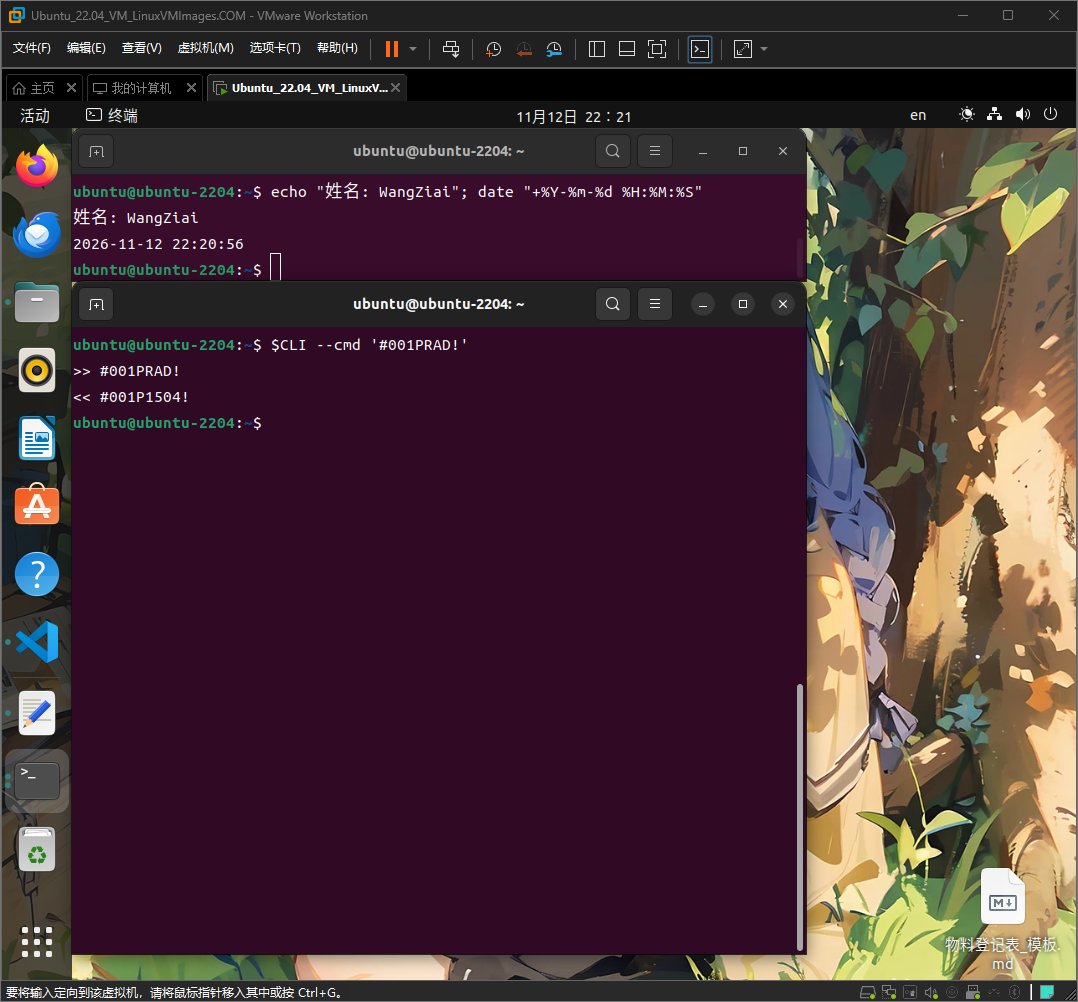 Ubuntu_22.04_VM_LinuxVMImages.COM - VMware Workstation
文件(F) 编辑(E) 查看(V) 虚拟机(M) 选项卡(T) 帮助(H)
主页 我的计算机 Ubuntu_22.04_VM_LinuxV...
活动 终端 11月12日 22：21 en
ubuntu@ubuntu-2204: ~
ubuntu@ubuntu-2204:~$ echo "姓名: WangZiai"; date "+%Y-%m-%d %H:%M:%S"
姓名: WangZiai
2026-11-12 22:20:56
ubuntu@ubuntu-2204:~$
ubuntu@ubuntu-2204: ~
ubuntu@ubuntu-2204:~$ $CLI --cmd '#001PRAD!'
>> #001PRAD!
<< #001P1504!
ubuntu@ubuntu-2204:~$
物料登记表_模板.
md
要将输入定向到该虚拟机，请将鼠标指针移入其中或按 Ctrl+G。